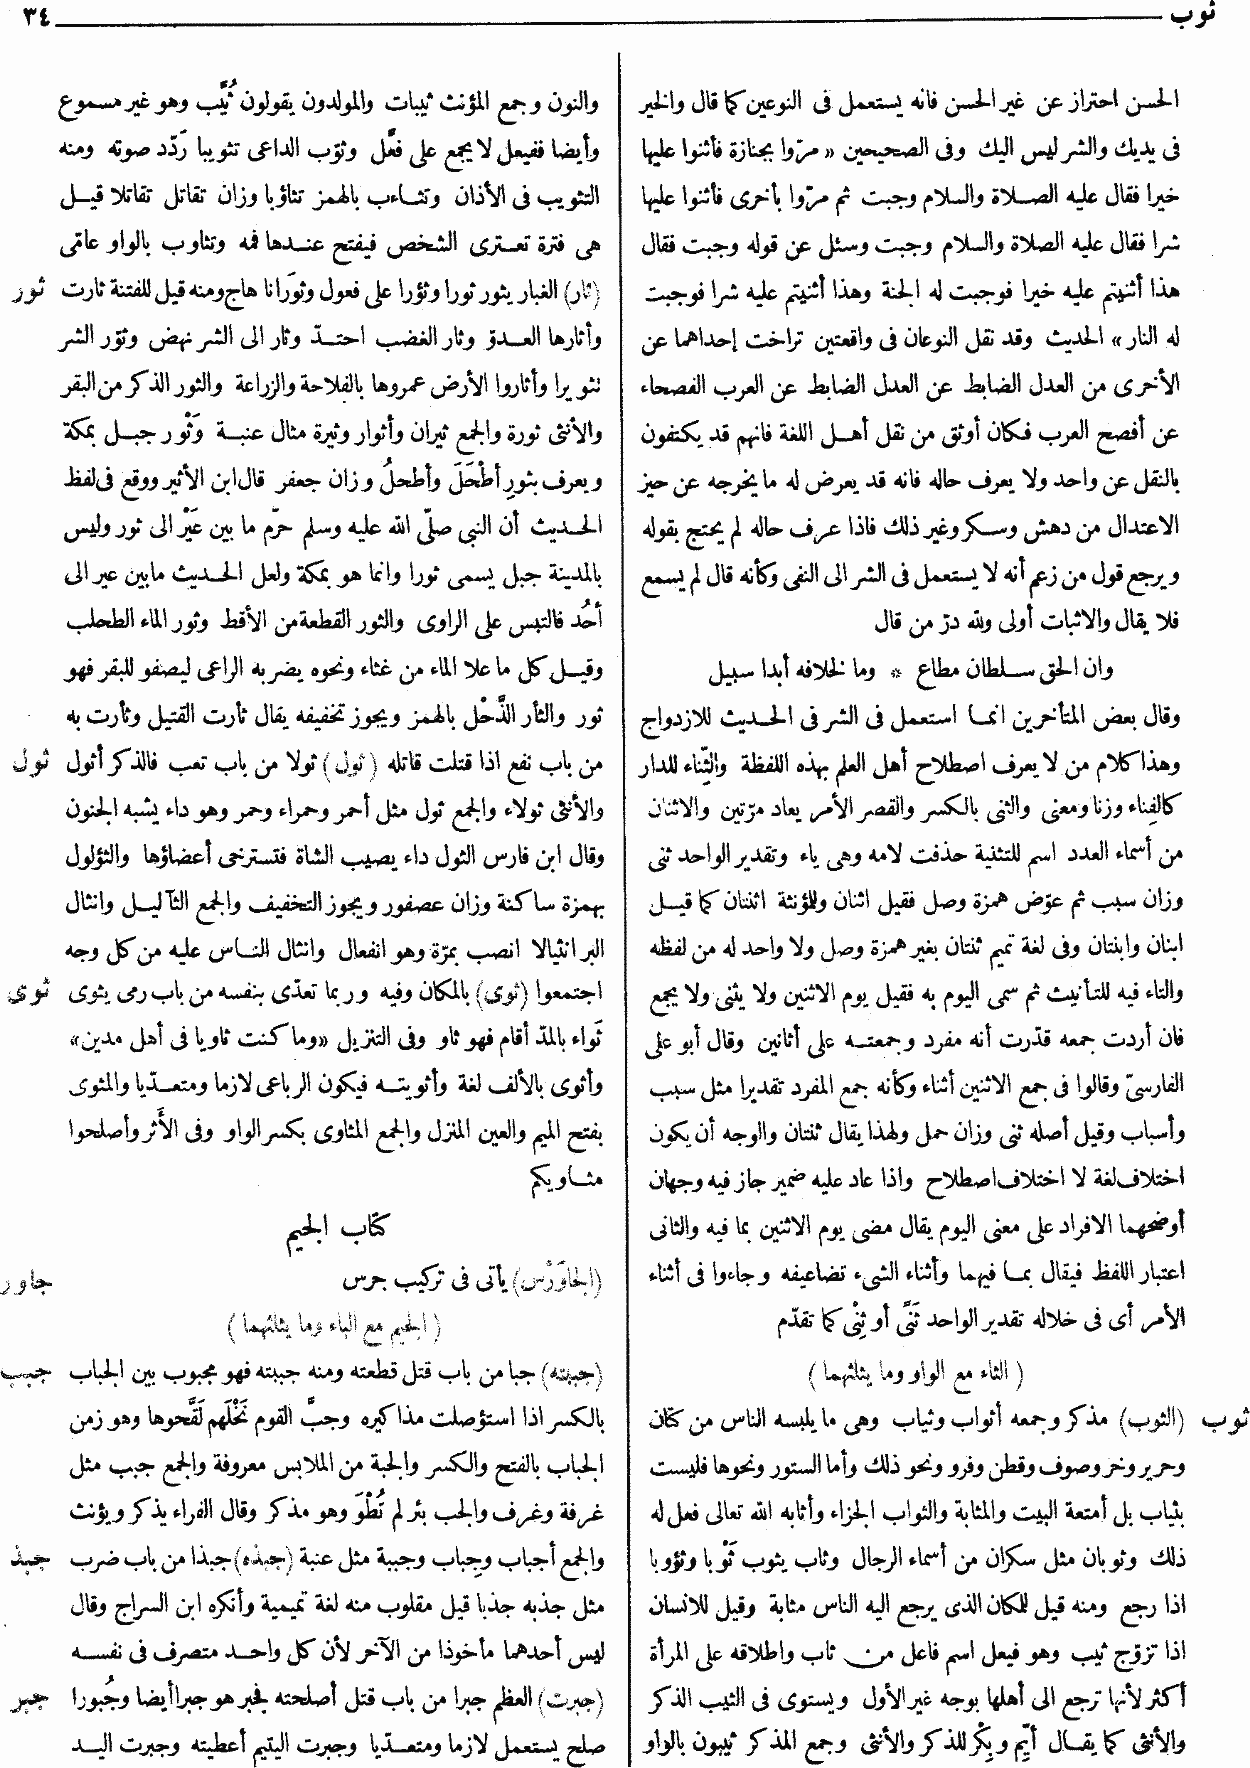 ثوب ٣٤
الحسن احتراز عن غير الحسن فانه يستعمل فى النوعين كما قال والخير
فى يديك والشر ليس اليك وفى الصحيحين « مرّوا بجنازة فأثنوا عليها
خيرا فقال عليه الصلاة والسلام وجبت ثم مرّوا بأخرى فأثنوا عليها
شرا فقال عليه الصلاة والسلام وجبت وسئل عن قوله وجبت فقال
هذا أثنيتم عليه خيرا فوجبت له الجنة وهذا أثنيتم عليه شرا فوجبت
له النار » الحديث وقد نقل النوعان فى واقعتين تراخت إحداهما عن
الأخرى من العدل الضابط عن العدل الضابط عن العرب الفصحاء
عن أفصح العرب فكان أوثق من نقل أهل اللغة فانهم قد يكتفون
بالنقل عن واحد ولا يعرف حاله فانه قد يعرض له ما يخرجه عن حيز
الاعتدال من دهش وسكر وغير ذلك فاذا عرف حاله لم يحتج بقوله
ويرجع قول من زعم أنه لا يستعمل فى الشر الى النفى وكأنه قال لم يسمع
فلا يقال والاثبات أولى ولله درّ من قال
وان الحق سلطان مطاع * وما لخلافه أبدا سبيل
وقال بعض المتأخرين انما استعمل فى الشر فى الحديث للازدواج
وهذا كلام من لا يعرف اصطلاح أهل العلم بهذه اللفظة والثِّناء للدار
كالفِناء وزنا ومعنى والثنى بالكسر والقصر الأمر يعاد مرّتين والاثنان
من أسماء العدد اسم للتثنية حذفت لامه وهى ياء وتقدير الواحد ثنى
وزان سبب ثم عوّض همزة وصل فقيل اثنان وللؤنثة اثنتان كما قيل
ابنان وابنتان وفى لغة تميم ثنتان بغير همزة وصل ولا واحد له من لفظه
والتاء فيه للتأنيث ثم سمى اليوم به فقيل يوم الاثنين ولا يثنى ولا يجمع
فان أردت جمعه قدّرت أنه مفرد وجمعته على أثانين وقال أبو على
الفارسىّ وقالوا فى جمع الاثنين أثناء وكأنه جمع المفرد تقديرا مثل سبب
وأسباب وقيل أصله ثنى وزان حمل ولهذا يقال ثنتان والوجه أن يكون
اختلاف لغة لا اختلاف اصطلاح واذا عاد عليه ضمير جاز فيه وجهان
أوضحهما الافراد على معنى اليوم يقال مضى يوم الاثنين بما فيه والثانى
اعتبار اللفظ فيقال بما فيهما وأثناء الشىء تضاعيفه وجاءوا فى أثناء
الأمر أى فى خلاله تقدير الواحد ثَنًى أو ثِنْى كما تقدّم
( الثاء مع الواو وما يثلثهما )
ثوب (الثوب) مذكر وجمعه أثواب وثياب وهى ما يلبسه الناس من كتان
وحرير وخز وصوف وقطن وفرو ونحو ذلك وأما الستور ونحوها فليست
بثياب بل أمتعة البيت والمثابة والثواب الجزاء وأثابه الله تعالى فعل له
ذلك وثوبان مثل سكران من أسماء الرجال وثاب يثوب ثَوْبا وثؤوبا
اذا رجع ومنه قيل للمكان الذى يرجع اليه الناس مثابة وقيل للانسان
اذا تزوّج ثيب وهو فيعل اسم فاعل من ثاب واطلاقه على المرأة
أكثر لأنها ترجع الى أهلها بوجه غير الأول ويستوى فى الثيب الذكر
والأنثى كما يقال أيّم وبِكْر للذكر والأنثى وجمع المذكر ثيبون بالواو
والنون وجمع المؤنث ثيبات والمولدون يقولون ثُيَّب وهو غير مسموع
وأيضا ففيعل لا يجمع على فعَّل وثوّب الداعى تثويبا ردّد صوته ومنه
التثويب فى الأذان وتثاءب بالهمز تثاؤبا وزان تقاتل تقاتلا قيل
هى فترة تعترى الشخص فيفتح عندها فمه وتثاوب بالواو عامّى
(ثار) الغبار يثور ثورا وثؤرا على فعول وثوَرانا هاج ومنه قيل للفتنة ثارت ثور
وأثارها العدوّ وثار الغضب احتدّ وثار الى الشر نهض وثوّر الشر
تثويرا وأثاروا الأرض عمروها بالفلاحة والزراعة والثور الذكر من البقر
والأنثى ثورة والجمع ثيران وأثوار وثيرة مثال عنبة وثَوْر جبل بمكة
ويعرف بثورِ أَطْحَلَ وأطحلُ وزان جعفر قال ابن الأثير ووقع فى لفظ
الحديث أن النبى صلّى الله عليه وسلم حرّم ما بين عَيْر الى ثور وليس
بالمدينة جبل يسمى ثورا وانما هو بمكة ولعل الحديث ما بين عير الى
أُحُد فالتبس على الراوى والثور القطعة من الأقط وثور الماء الطحلب
وقيل كل ما علا الماء من غثاء ونحوه يضربه الراعى ليصفو للبقر فهو
ثور والثأر الذَّحْل بالهمز ويجوز تخفيفه يقال ثأرت القتيل وثأرت به
من باب نفع اذا قتلت قاتله (ثول) ثولا من باب تعب فالذكر أثول ثول
والأنثى ثولاء والجمع ثول مثل أحمر وحمراء وحمر وهو داء يشبه الجنون
وقال ابن فارس الثول داء يصيب الشاة فتسترخى أعضاؤها والثؤلول
بهمزة ساكنة وزان عصفور ويجوز التخفيف والجمع الثآليل وانثال
البر انثيالا انصب بمرّة وهو انفعال وانثال الناس عليه من كل وجه
اجتمعوا (ثوى) بالمكان وفيه وربما تعدّى بنفسه من باب رمى يثوى ثوى
ثَواء بالمدّ أقام فهو ثاو وفى التنزيل «وما كنت ثاويا فى أهل مدين»
وأثوى بالألف لغة وأثويته فيكون الرباعى لازما ومتعدّيا والمثوى
بفتح الميم والعين المنزل والجمع المثاوى بكسر الواو وفى الأَثر وأصلحوا
مثاويكم
كتاب الجيم
(الجاوَرْس) يأتى فى تركيب جرس جاور
( الجيم مع الباء وما يثلثهما )
(جببته) جبا من باب قتل قطعته ومنه جببته فهو مجبوب بين الجباب جبب
بالكسر اذا استؤصلت مذاكيره وجبَّ القوم نَخْلَهم لَقَّحوها وهو زمن
الجباب بالفتح والكسر والجبة من الملابس معروفة والجمع جبب مثل
غرفة وغرف والجب بئر لم تُطْوَ وهو مذكر وقال الفراء يذكر ويؤنث
والجمع أجباب وجِباب وجببة مثل عنبة (جبذه) جبذا من باب ضرب جبذ
مثل جذبه جذبا قيل مقلوب منه لغة تميمية وأنكره ابن السراج وقال
ليس أحدهما مأخوذا من الآخر لأن كل واحد متصرف فى نفسه
(جبرت) العظم جبرا من باب قتل أصلحته فجبر هو جبرا أيضا وجُبورا جبر
صلح يستعمل لازما ومتعدّيا وجبرت اليتيم أعطيته وجبرت اليد